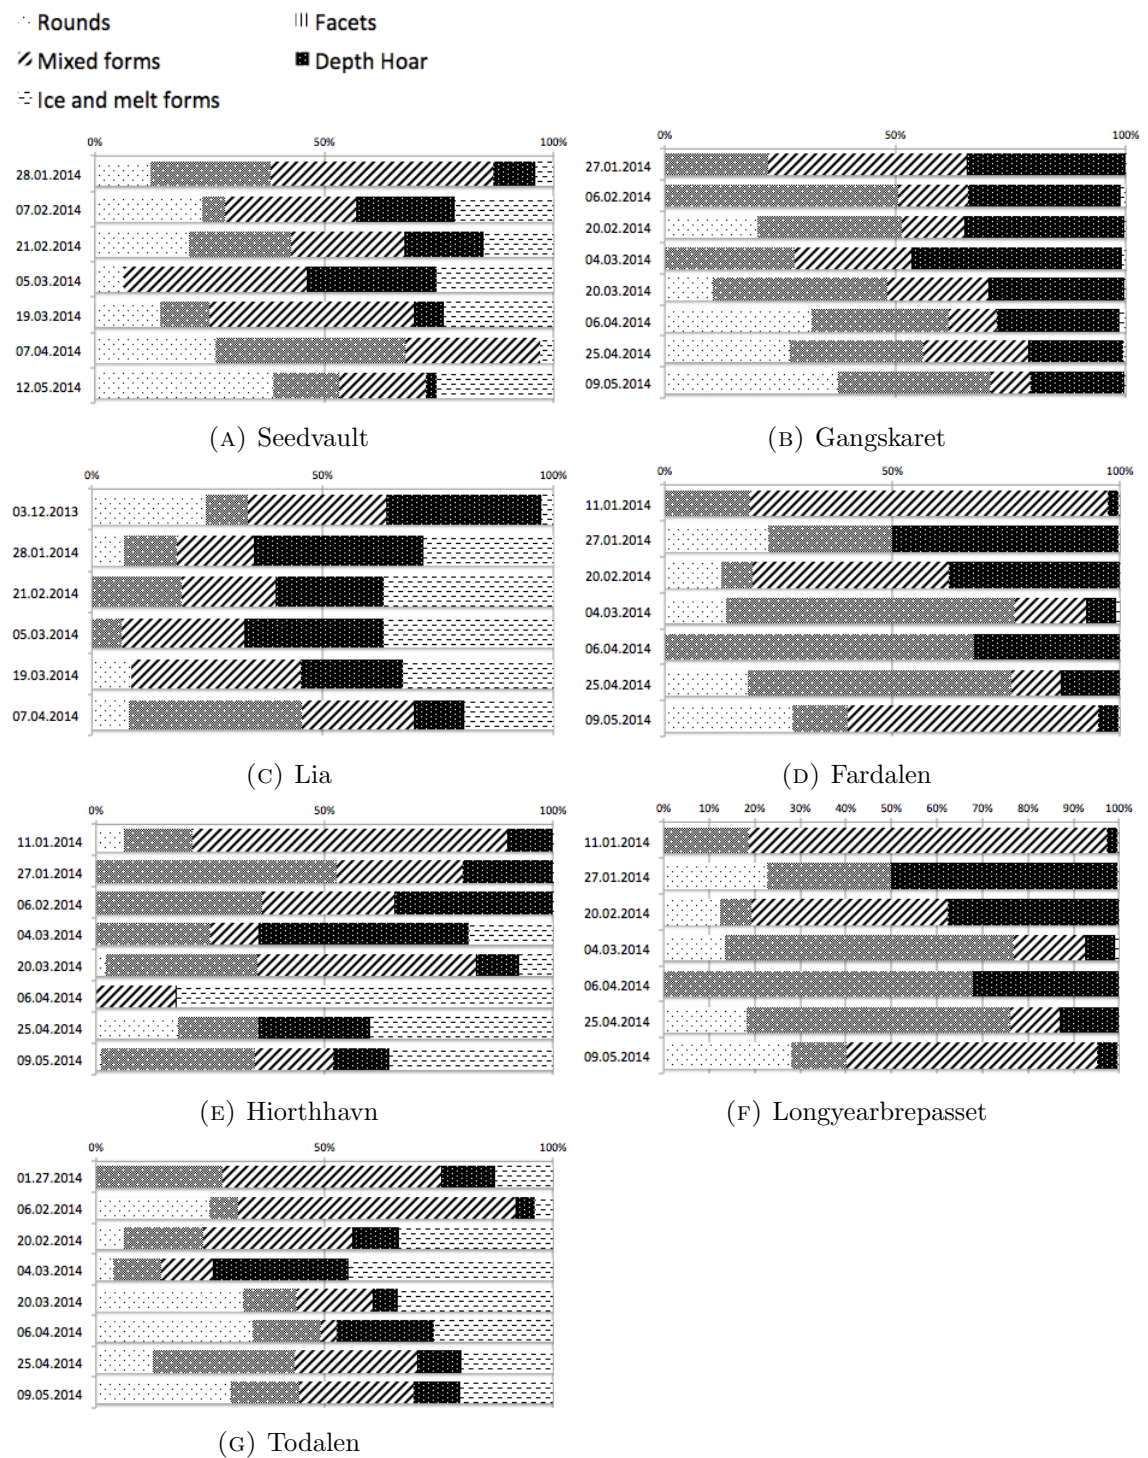 Rounds
Facets
Mixed forms
Depth Hoar
Ice and melt forms
0% 50% 100%
28.01.2014
07.02.2014
21.02.2014
05.03.2014
19.03.2014
07.04.2014
12.05.2014
(A) Seedvault
0% 50% 100%
27.01.2014
06.02.2014
20.02.2014
04.03.2014
20.03.2014
06.04.2014
25.04.2014
09.05.2014
(B) Gangskaret
0% 50% 100%
03.12.2013
28.01.2014
21.02.2014
05.03.2014
19.03.2014
07.04.2014
(C) Lia
0% 50% 100%
11.01.2014
27.01.2014
20.02.2014
04.03.2014
06.04.2014
25.04.2014
09.05.2014
(D) Fardalen
0% 50% 100%
11.01.2014
27.01.2014
06.02.2014
04.03.2014
20.03.2014
06.04.2014
25.04.2014
09.05.2014
(E) Hiorthhavn
0% 10% 20% 30% 40% 50% 60% 70% 80% 90% 100%
11.01.2014
27.01.2014
20.02.2014
04.03.2014
06.04.2014
25.04.2014
09.05.2014
(F) Longyearbrepasset
0% 50% 100%
01.27.2014
06.02.2014
20.02.2014
04.03.2014
20.03.2014
06.04.2014
25.04.2014
09.05.2014
(G) Todalen